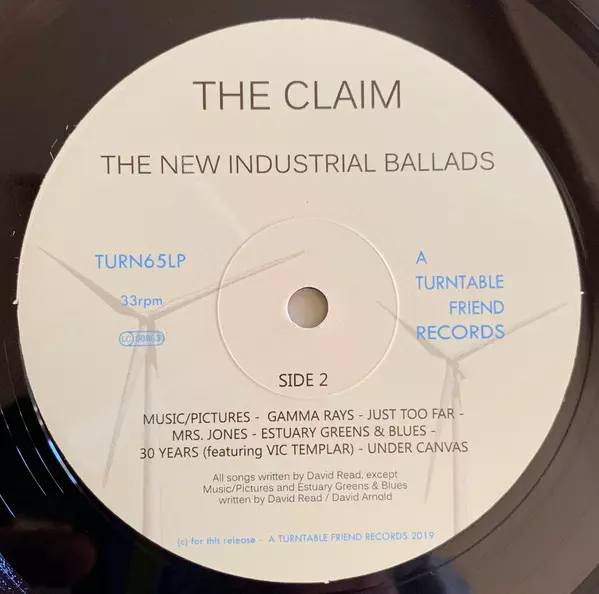 THE CLAIM
THE NEW INDUSTRIAL BALLADS
TURN65LP
33rpm
A
TURNTABLE
FRIEND
RECORDS
SIDE 2
MUSIC/PICTURES - GAMMA RAYS - JUST TOO FAR -
MRS. JONES - ESTUARY GREENS & BLUES -
30 YEARS (featuring VIC TEMPLAR) - UNDER CANVAS
All songs written by David Read, except
Music/Pictures and Estuary Greens & Blues
written by David Read / David Arnold
(c) for this release - A TURNTABLE FRIEND RECORDS 2019